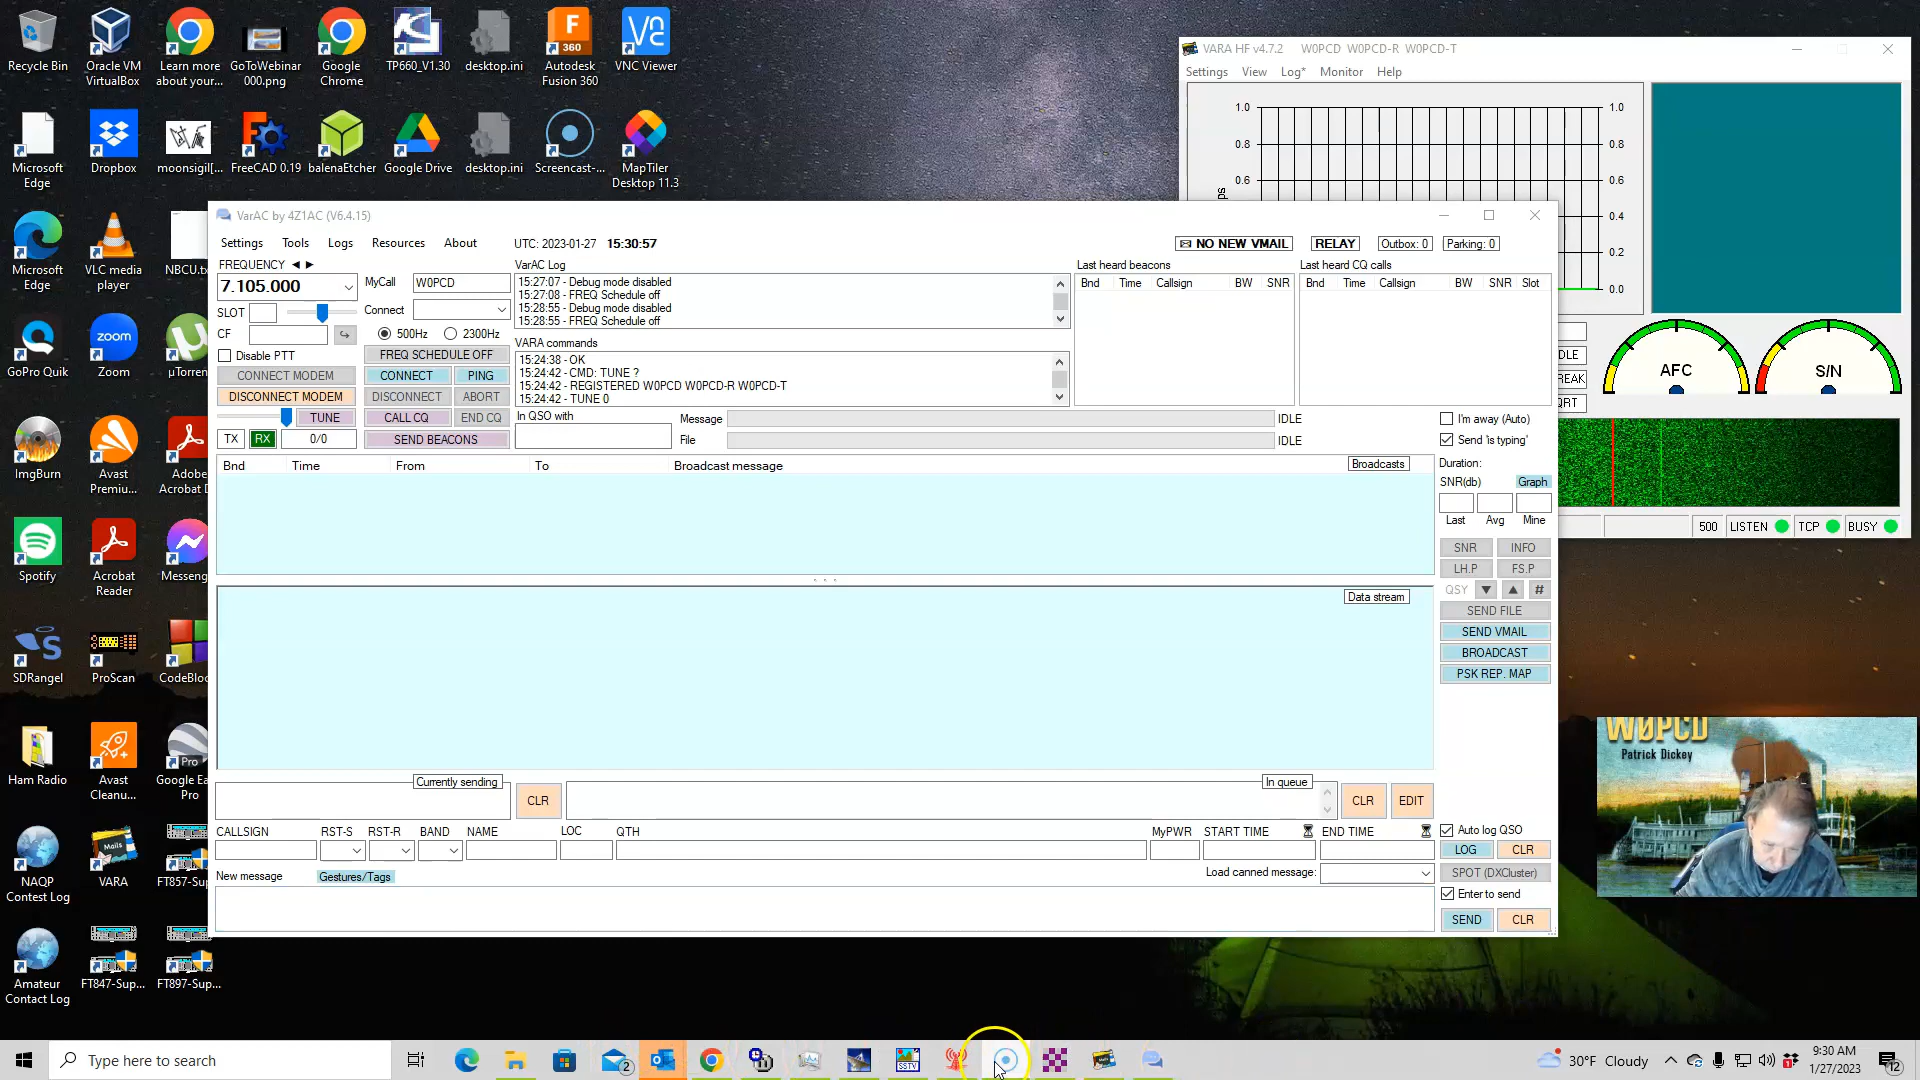 Recycle Bin
Oracle VM VirtualBox
Learn more about your...
GoToWebinar 000.png
Google Chrome
TP660_V1.30
desktop.ini
Autodesk Fusion 360
VNC Viewer
Microsoft Edge
Dropbox
moonsigil[...
FreeCAD 0.19
balenaEtcher
Google Drive
desktop.ini
Screencast-...
MapTiler Desktop 11.3
Microsoft Edge
VLC media player
NBCU.tx
GoPro Quik
Zoom
µTorren
ImgBurn
Avast Premiu...
Adobe Acrobat D
Spotify
Acrobat Reader
Messeng
SDRangel
ProScan
CodeBloc
Ham Radio
Avast Cleanu...
Google Ea Pro
NAQP Contest Log
VARA
FT857-Sup
Amateur Contact Log
FT847-Sup...
FT897-Sup...
VARA HF v4.7.2 W0PCD W0PCD-R W0PCD-T
Settings View Log* Monitor Help
1.0 1.0
0.8 0.8
0.6 0.6
ps
0.4
0.2
0.0
DLE
REAK
QRT
AFC
S/N
500 LISTEN TCP BUSY
VarAC by 4Z1AC (V6.4.15)
Settings Tools Logs Resources About UTC: 2023-01-27 15:30:57
NO NEW VMAIL RELAY Outbox: 0 Parking: 0
FREQUENCY
7.105.000
SLOT
CF
Disable PTT
CONNECT MODEM
DISCONNECT MODEM
TUNE
TX RX 0/0
MyCall W0PCD
Connect
500Hz 2300Hz
FREQ SCHEDULE OFF
CONNECT PING
DISCONNECT ABORT
CALL CQ END CQ
SEND BEACONS
VarAC Log
15:27:07 - Debug mode disabled
15:27:08 - FREQ Schedule off
15:28:55 - Debug mode disabled
15:28:55 - FREQ Schedule off
VARA commands
15:24:38 - OK
15:24:42 - CMD: TUNE ?
15:24:42 - REGISTERED W0PCD W0PCD-R W0PCD-T
15:24:42 - TUNE 0
In QSO with
Message IDLE
File IDLE
Last heard beacons
Bnd Time Callsign BW SNR
Last heard CQ calls
Bnd Time Callsign BW SNR Slot
I'm away (Auto)
Send 'is typing'
Bnd Time From To Broadcast message
Broadcasts
Duration:
SNR(db) Graph
Last Avg Mine
SNR INFO
LH.P FS.P
QSY #
SEND FILE
SEND VMAIL
BROADCAST
PSK REP. MAP
Data stream
Currently sending
CLR
In queue
CLR
EDIT
CALLSIGN RST-S RST-R BAND NAME LOC QTH MyPWR START TIME END TIME
Auto log QSO
LOG CLR
New message Gestures/Tags
Load canned message:
SPOT (DXCluster)
Enter to send
SEND CLR
W0PCD
Patrick Dickey
Type here to search
2
SSTV
30°F Cloudy
9:30 AM
1/27/2023
12